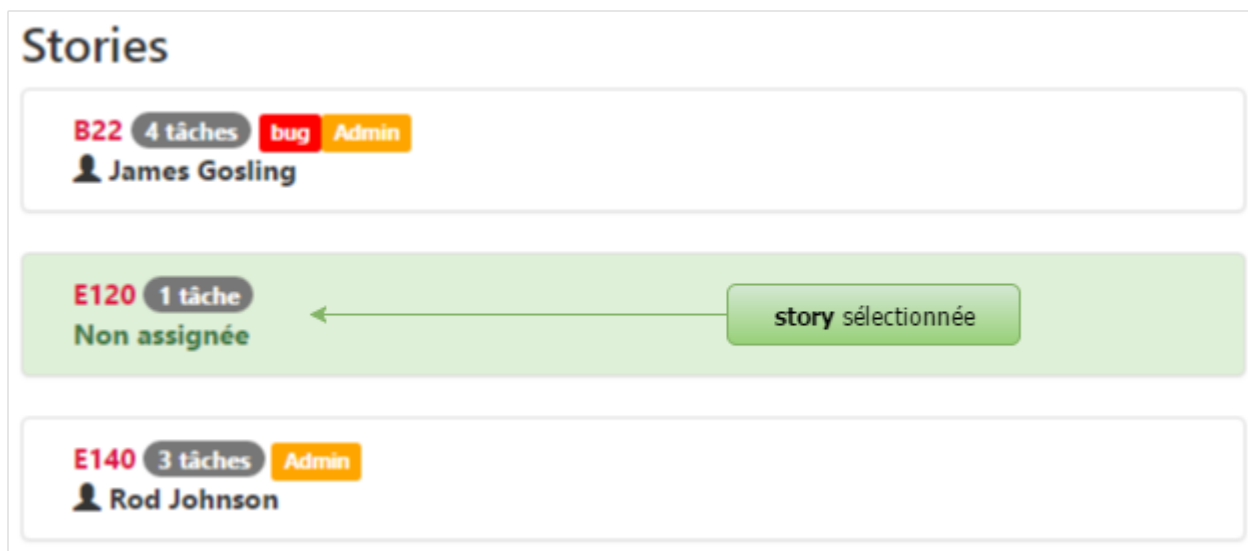 Stories
B22 4 tâches bug Admin
James Gosling
E120 1 tâche
Non assignée
story sélectionnée
E140 3 tâches Admin
Rod Johnson